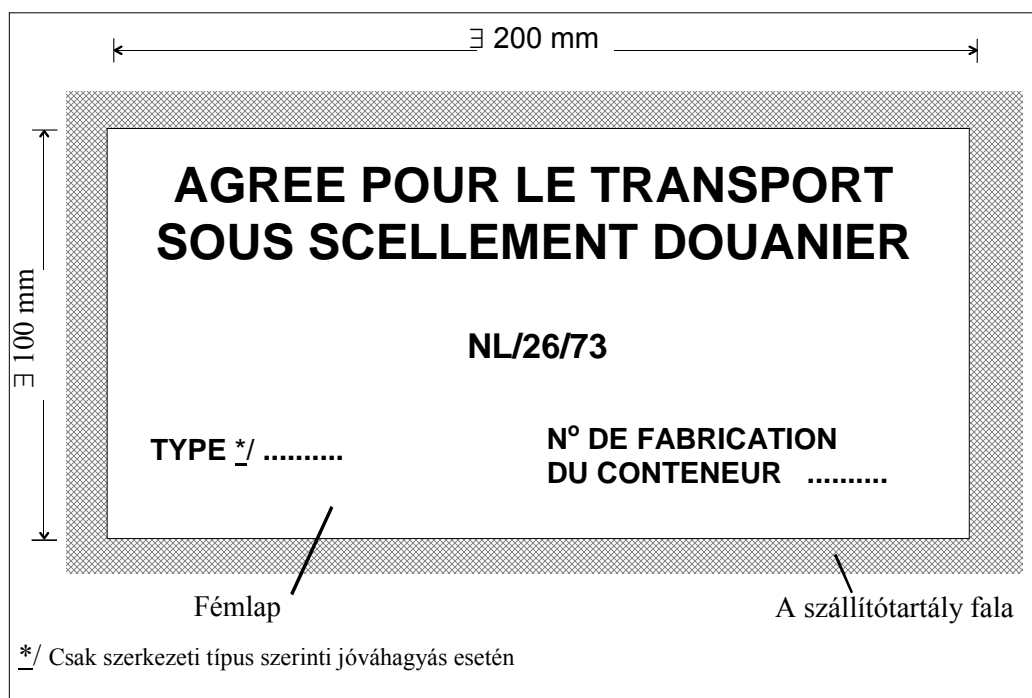 ∃ 200 mm
∃ 100 mm
AGREE POUR LE TRANSPORT
SOUS SCELLEMENT DOUANIER
NL/26/73
TYPE */ ..........
Nº DE FABRICATION
DU CONTENEUR ..........
Fémlap
A szállítótartály fala
*/ Csak szerkezeti típus szerinti jóváhagyás esetén